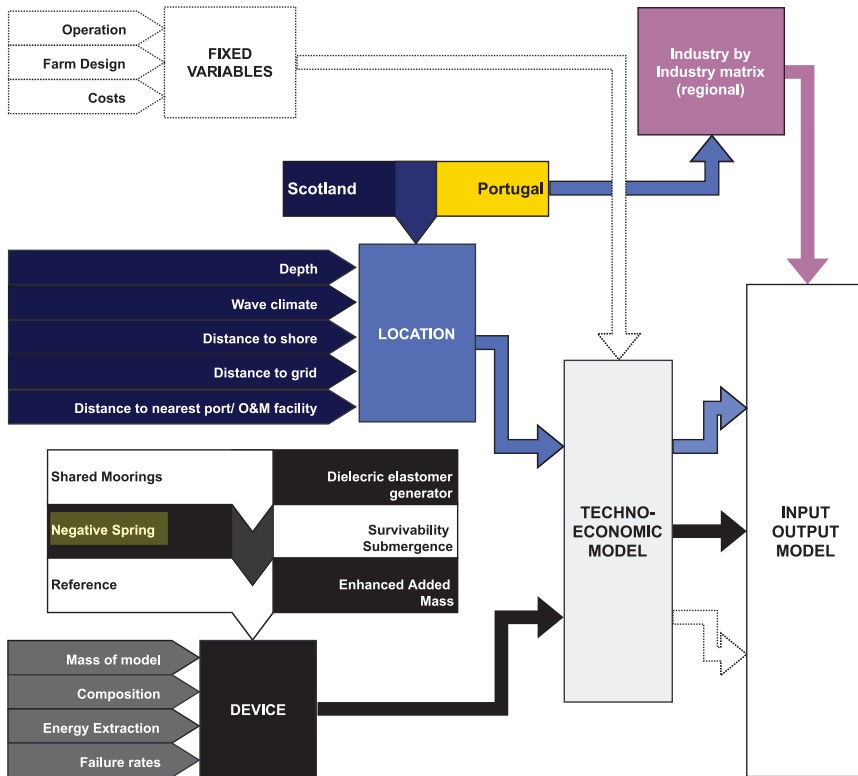 Operation
Farm Design
Costs
FIXED
VARIABLES
Industry by
Industry matrix
(regional)
Scotland
Portugal
Depth
Wave climate
Distance to shore
Distance to grid
Distance to nearest port/ O&M facility
LOCATION
Shared Moorings
Negative Spring
Reference
Dielecric elastomer
generator
Survivability
Submergence
Enhanced Added
Mass
TECHNO-
ECONOMIC
MODEL
INPUT
OUTPUT
MODEL
Mass of model
Composition
Energy Extraction
Failure rates
DEVICE